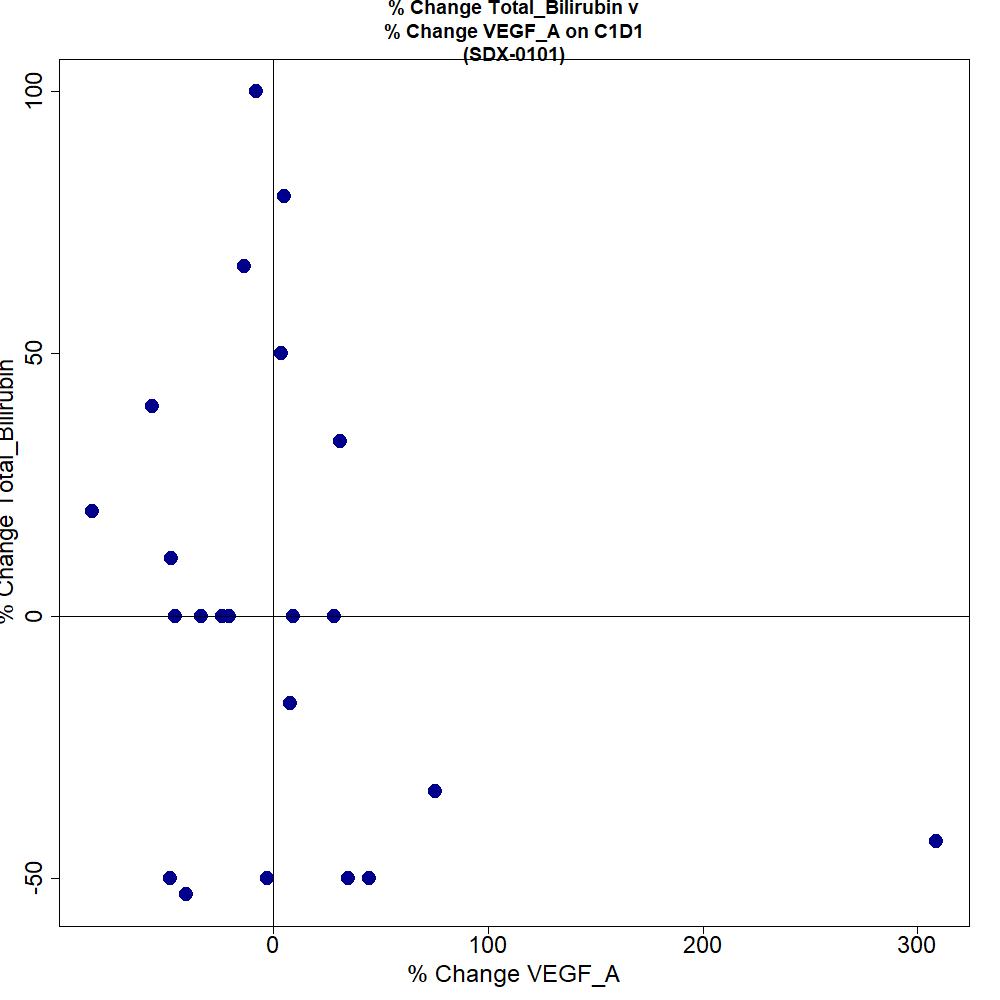 % Change Total_Bilirubin v
% Change VEGF_A on C1D1
(SDX-0101)
% Change Total_Bilirubin
100
50
0
-50
0
100
200
300
% Change VEGF_A